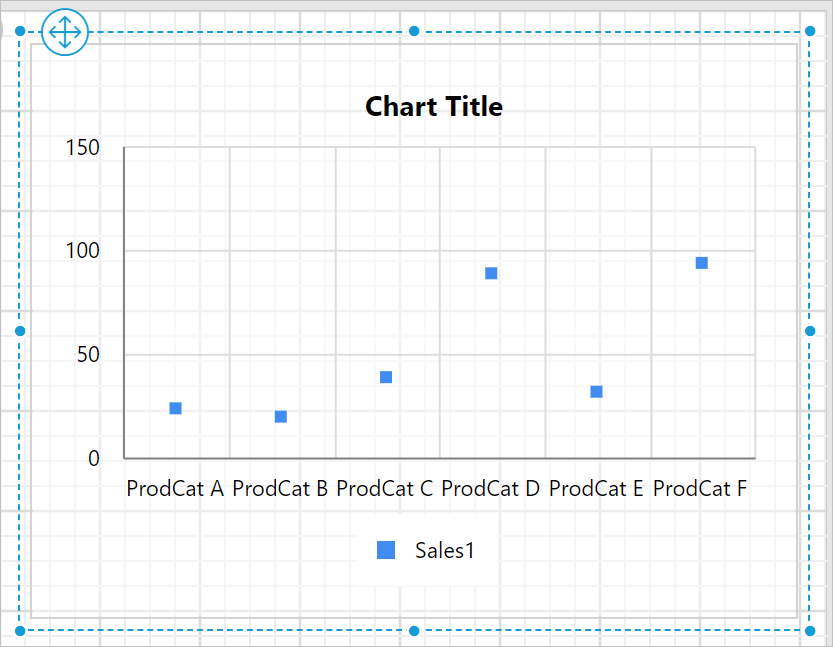 Chart Title
150
100
50
0
ProdCat A ProdCat B ProdCat C ProdCat D ProdCat E ProdCat F
Sales1